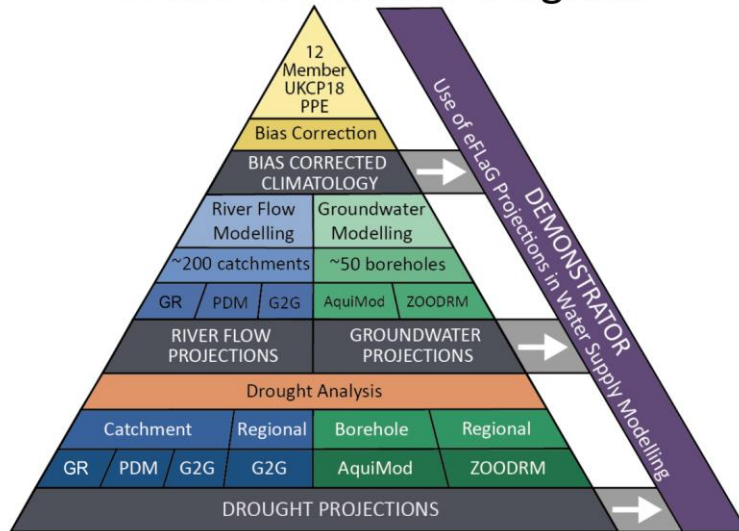 12
Member
UKCP18
PPE
Bias Correction
BIAS CORRECTED
CLIMATOLOGY
River Flow
Modelling
Groundwater
Modelling
~200 catchments
~50 boreholes
GR
PDM
G2G
AquiMod
ZOODRM
RIVER FLOW
PROJECTIONS
GROUNDWATER
PROJECTIONS
Drought Analysis
Catchment
Regional
Borehole
Regional
GR
PDM
G2G
G2G
AquiMod
ZOODRM
DROUGHT PROJECTIONS
DEMONSTRATOR
Use of eFLaG Projections in Water Supply Modelling